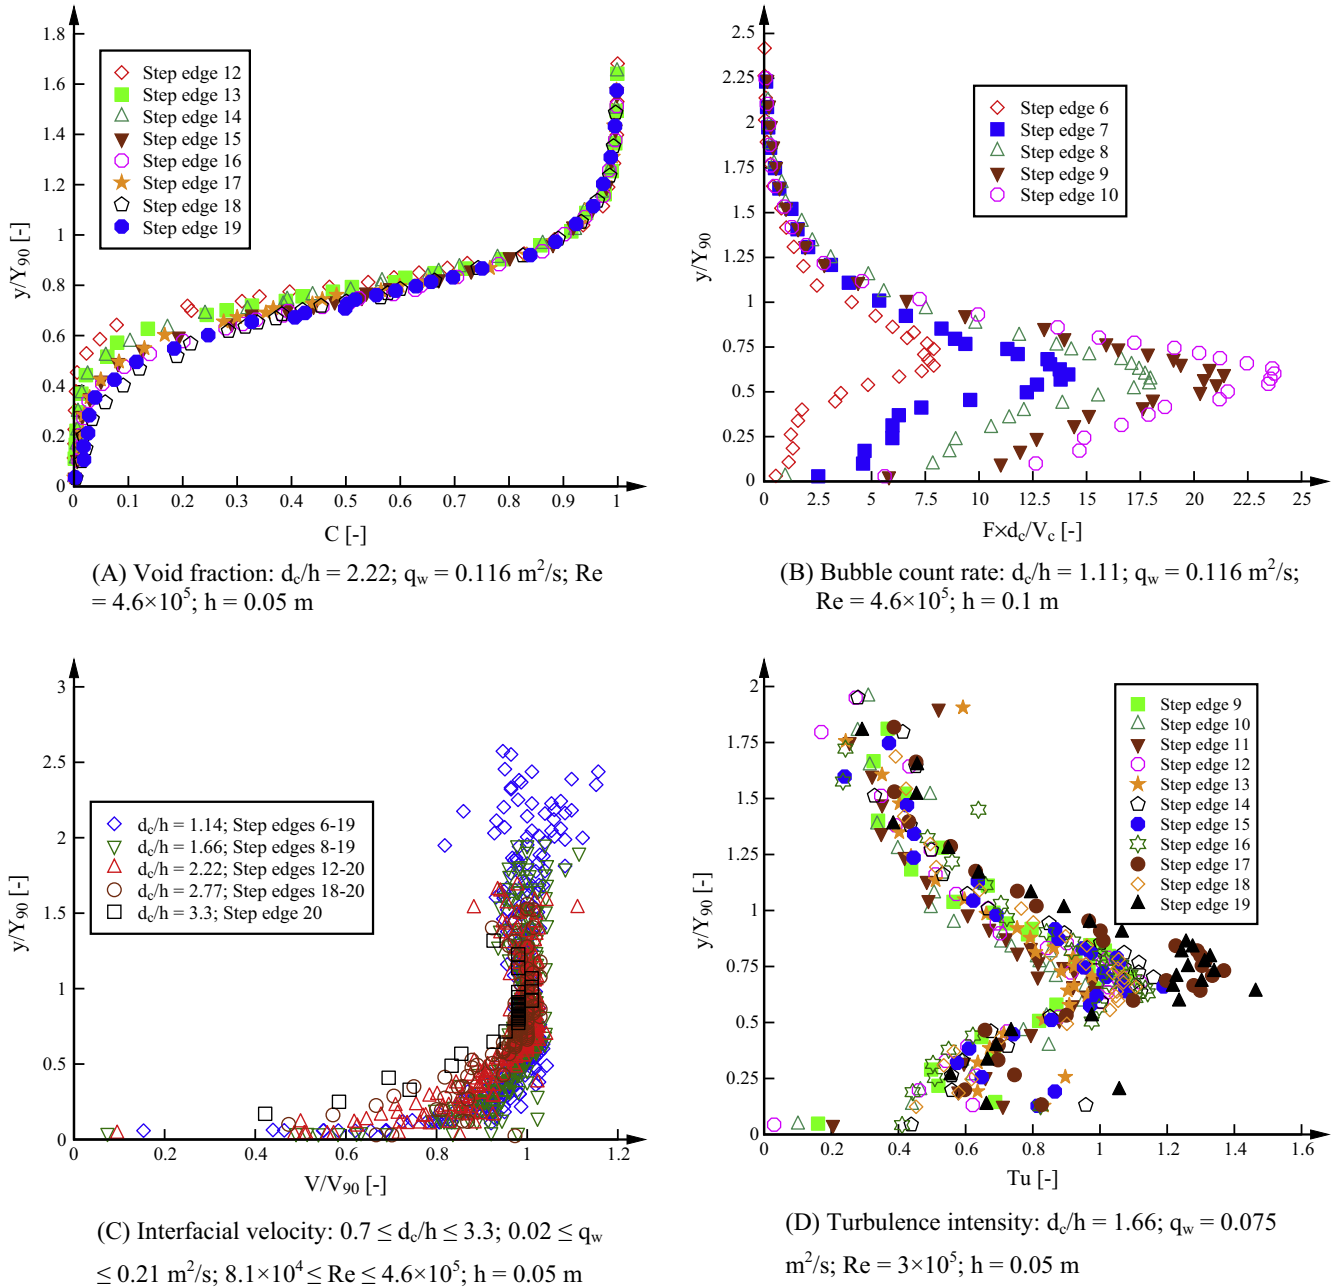 y/Y90 [-]
1.8
1.6
1.4
1.2
1
0.8
0.6
0.4
0.2
0
Step edge 12
Step edge 13
Step edge 14
Step edge 15
Step edge 16
Step edge 17
Step edge 18
Step edge 19
0 0.1 0.2 0.3 0.4 0.5 0.6 0.7 0.8 0.9 1
C [-]
(A) Void fraction: dc/h = 2.22; qw = 0.116 m²/s; Re
= 4.6×10⁵; h = 0.05 m
y/Y90
2.5
2.25
2
1.75
1.5
1.25
1
0.75
0.5
0.25
0
Step edge 6
Step edge 7
Step edge 8
Step edge 9
Step edge 10
0 2.5 5 7.5 10 12.5 15 17.5 20 22.5 25
F×dc/Vc [-]
(B) Bubble count rate: dc/h = 1.11; qw = 0.116 m²/s;
Re = 4.6×10⁵; h = 0.1 m
y/Y90 [-]
3
2.5
2
1.5
1
0.5
0
dc/h = 1.14; Step edges 6-19
dc/h = 1.66; Step edges 8-19
dc/h = 2.22; Step edges 12-20
dc/h = 2.77; Step edges 18-20
dc/h = 3.3; Step edge 20
0 0.2 0.4 0.6 0.8 1 1.2
V/V90 [-]
(C) Interfacial velocity: 0.7 ≤ dc/h ≤ 3.3; 0.02 ≤ qw
≤ 0.21 m²/s; 8.1×10⁴ ≤ Re ≤ 4.6×10⁵; h = 0.05 m
y/Y90 [-]
2
1.75
1.5
1.25
1
0.75
0.5
0.25
0
Step edge 9
Step edge 10
Step edge 11
Step edge 12
Step edge 13
Step edge 14
Step edge 15
Step edge 16
Step edge 17
Step edge 18
Step edge 19
0 0.2 0.4 0.6 0.8 1 1.2 1.4 1.6
Tu [-]
(D) Turbulence intensity: dc/h = 1.66; qw = 0.075
m²/s; Re = 3×10⁵; h = 0.05 m